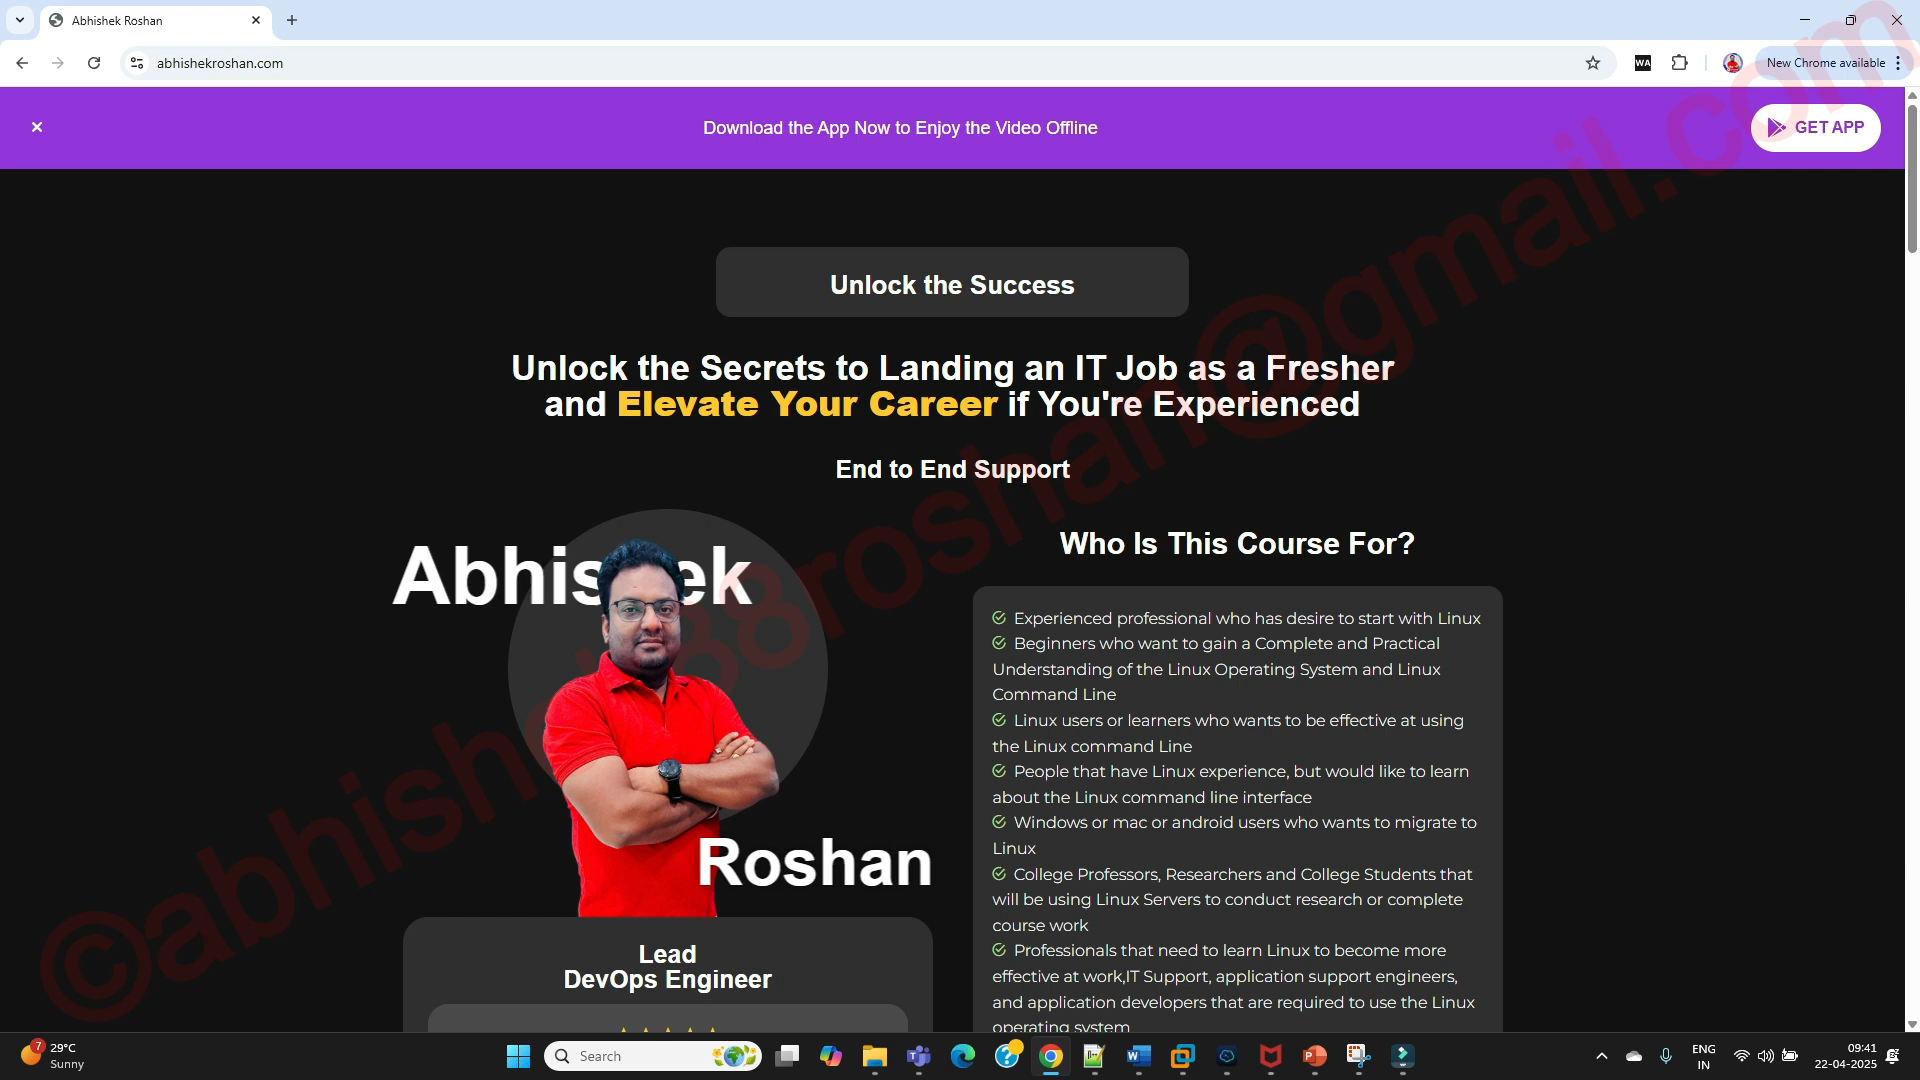 Abhishek Roshan
abhishekroshan.com
WA
New Chrome available
Download the App Now to Enjoy the Video Offline
GET APP
Unlock the Success
Unlock the Secrets to Landing an IT Job as a Fresher
and Elevate Your Career if You're Experienced
End to End Support
Abhishek
Roshan
Lead
DevOps Engineer
Who Is This Course For?
Experienced professional who has desire to start with Linux
Beginners who want to gain a Complete and Practical
Understanding of the Linux Operating System and Linux
Command Line
Linux users or learners who wants to be effective at using
the Linux command Line
People that have Linux experience, but would like to learn
about the Linux command line interface
Windows or mac or android users who wants to migrate to
Linux
College Professors, Researchers and College Students that
will be using Linux Servers to conduct research or complete
course work
Professionals that need to learn Linux to become more
effective at work,IT Support, application support engineers,
and application developers that are required to use the Linux
operating system
©abhishek88roshan@gmail.com
7
29°C
Sunny
Search
ENG
IN
09:41
22-04-2025